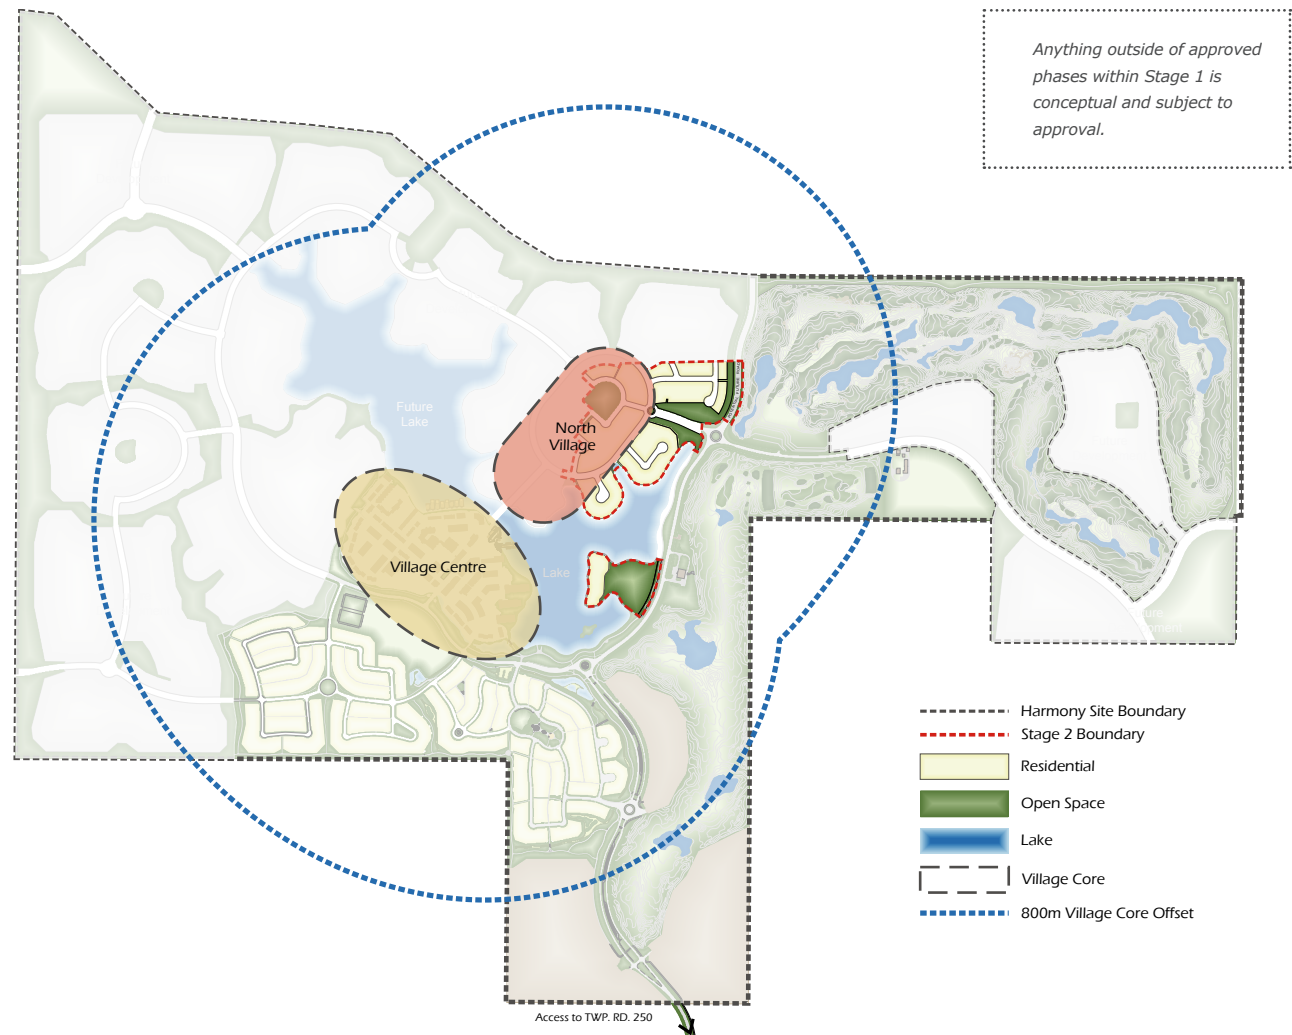 Anything outside of approved
phases within Stage 1 is
conceptual and subject to
approval.
Future
Lake
North
Village
Village Centre
Lake
Harmony Site Boundary
Stage 2 Boundary
Residential
Open Space
Lake
Village Core
800m Village Core Offset
Access to TWP. RD. 250